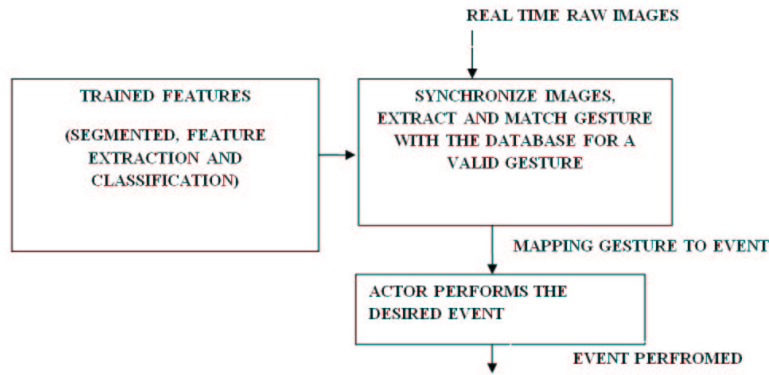 REAL TIME RAW IMAGES
TRAINED FEATURES
(SEGMENTED, FEATURE
EXTRACTION AND
CLASSIFICATION)
SYNCHRONIZE IMAGES,
EXTRACT AND MATCH GESTURE
WITH THE DATABASE FOR A
VALID GESTURE
MAPPING GESTURE TO EVENT
ACTOR PERFORMS THE
DESIRED EVENT
EVENT PERFROMED